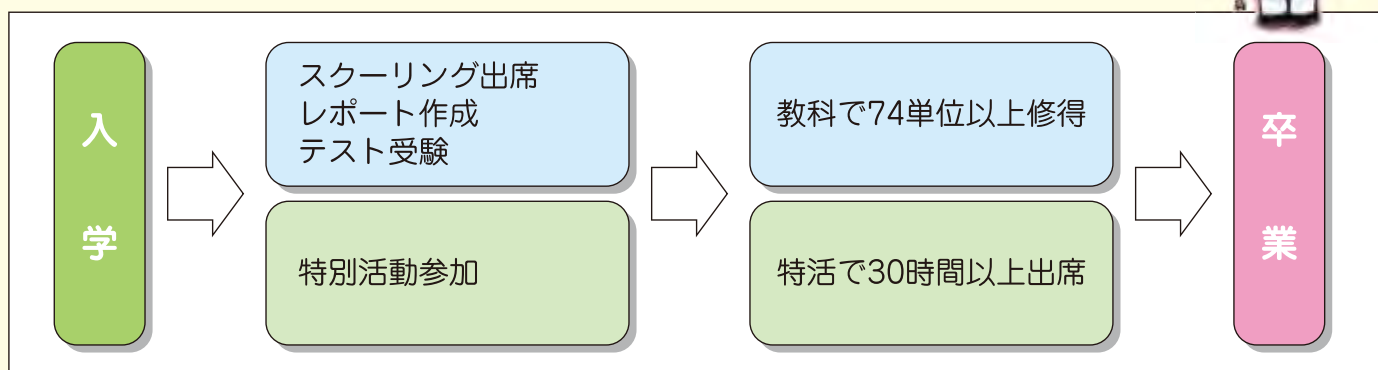 入学
スクーリング出席
レポート作成
テスト受験
特別活動参加
教科で74単位以上修得
特活で30時間以上出席
卒業